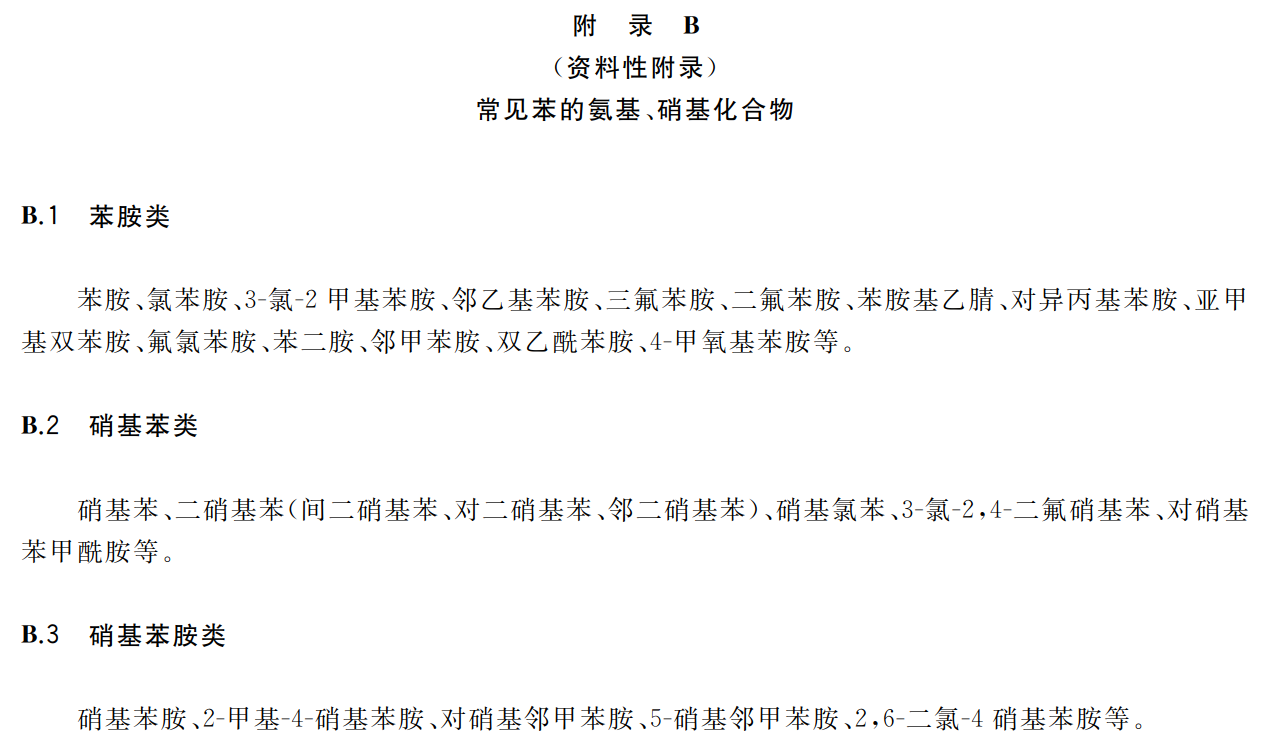 附 录 B
（资料性附录）
常见苯的氨基、硝基化合物
B.1 苯胺类
苯胺、氯苯胺、3-氯-2 甲基苯胺、邻乙基苯胺、三氟苯胺、二氟苯胺、苯胺基乙腈、对异丙基苯胺、亚甲
基双苯胺、氟氯苯胺、苯二胺、邻甲苯胺、双乙酰苯胺、4-甲氧基苯胺等。
B.2 硝基苯类
硝基苯、二硝基苯（间二硝基苯、对二硝基苯、邻二硝基苯）、硝基氯苯、3-氯-2,4-二氟硝基苯、对硝基
苯甲酰胺等。
B.3 硝基苯胺类
硝基苯胺、2-甲基-4-硝基苯胺、对硝基邻甲苯胺、5-硝基邻甲苯胺、2,6-二氯-4 硝基苯胺等。